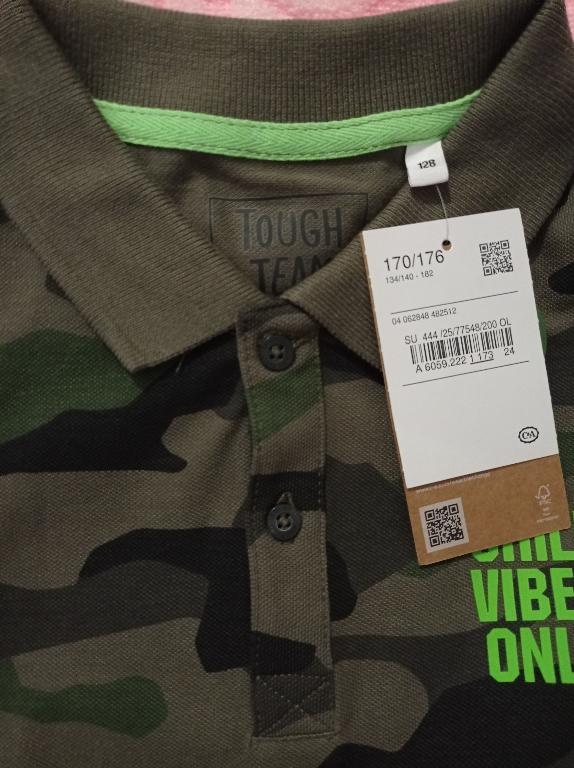 128
TOUGH
TEAM
170/176
134/140 - 182
04 062848 482512
SU 444 /25/77548/200 OL
A 6059.222 1 173 24
C&A
VIBE
ONL